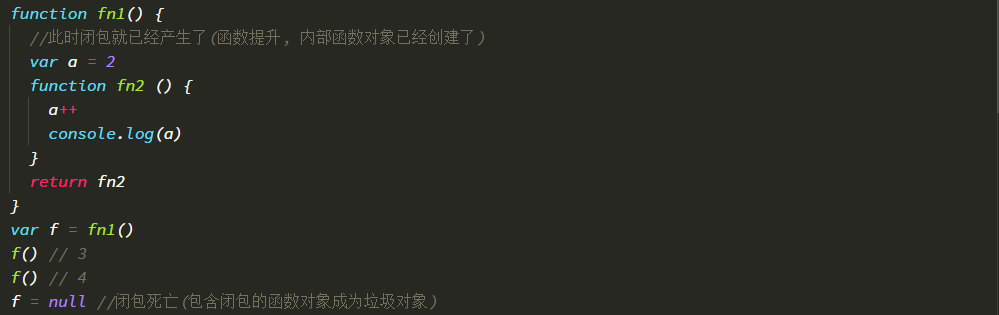 function fn1() {
//此时闭包就已经产生了(函数提升, 内部函数对象已经创建了)
var a = 2
function fn2 () {
a++
console.log(a)
}
return fn2
}
var f = fn1()
f() // 3
f() // 4
f = null //闭包死亡(包含闭包的函数对象成为垃圾对象)